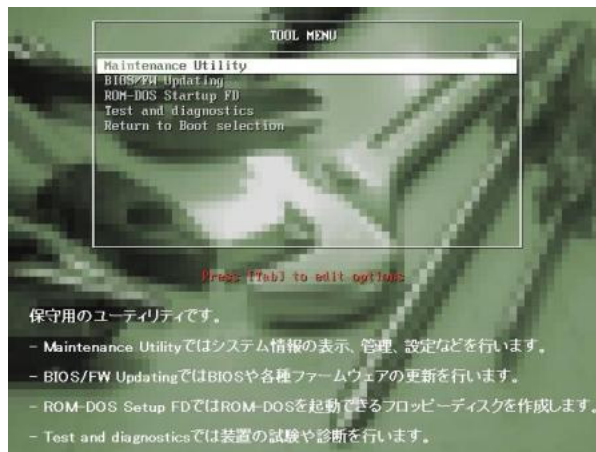 TOOL MENU
Maintenance Utility
BIOS/FW Updating
ROM-DOS Startup FD
Test and diagnostics
Return to Boot selection
Press [Tab] to edit options
保守用のユーティリティです。
- Maintenance Utilityではシステム情報の表示、管理、設定などを行います。
- BIOS/FW UpdatingではBIOSや各種ファームウェアの更新を行います。
- ROM-DOS Setup FDではROM-DOSを起動できるフロッピーディスクを作成します。
- Test and diagnosticsでは装置の試験や診断を行います。